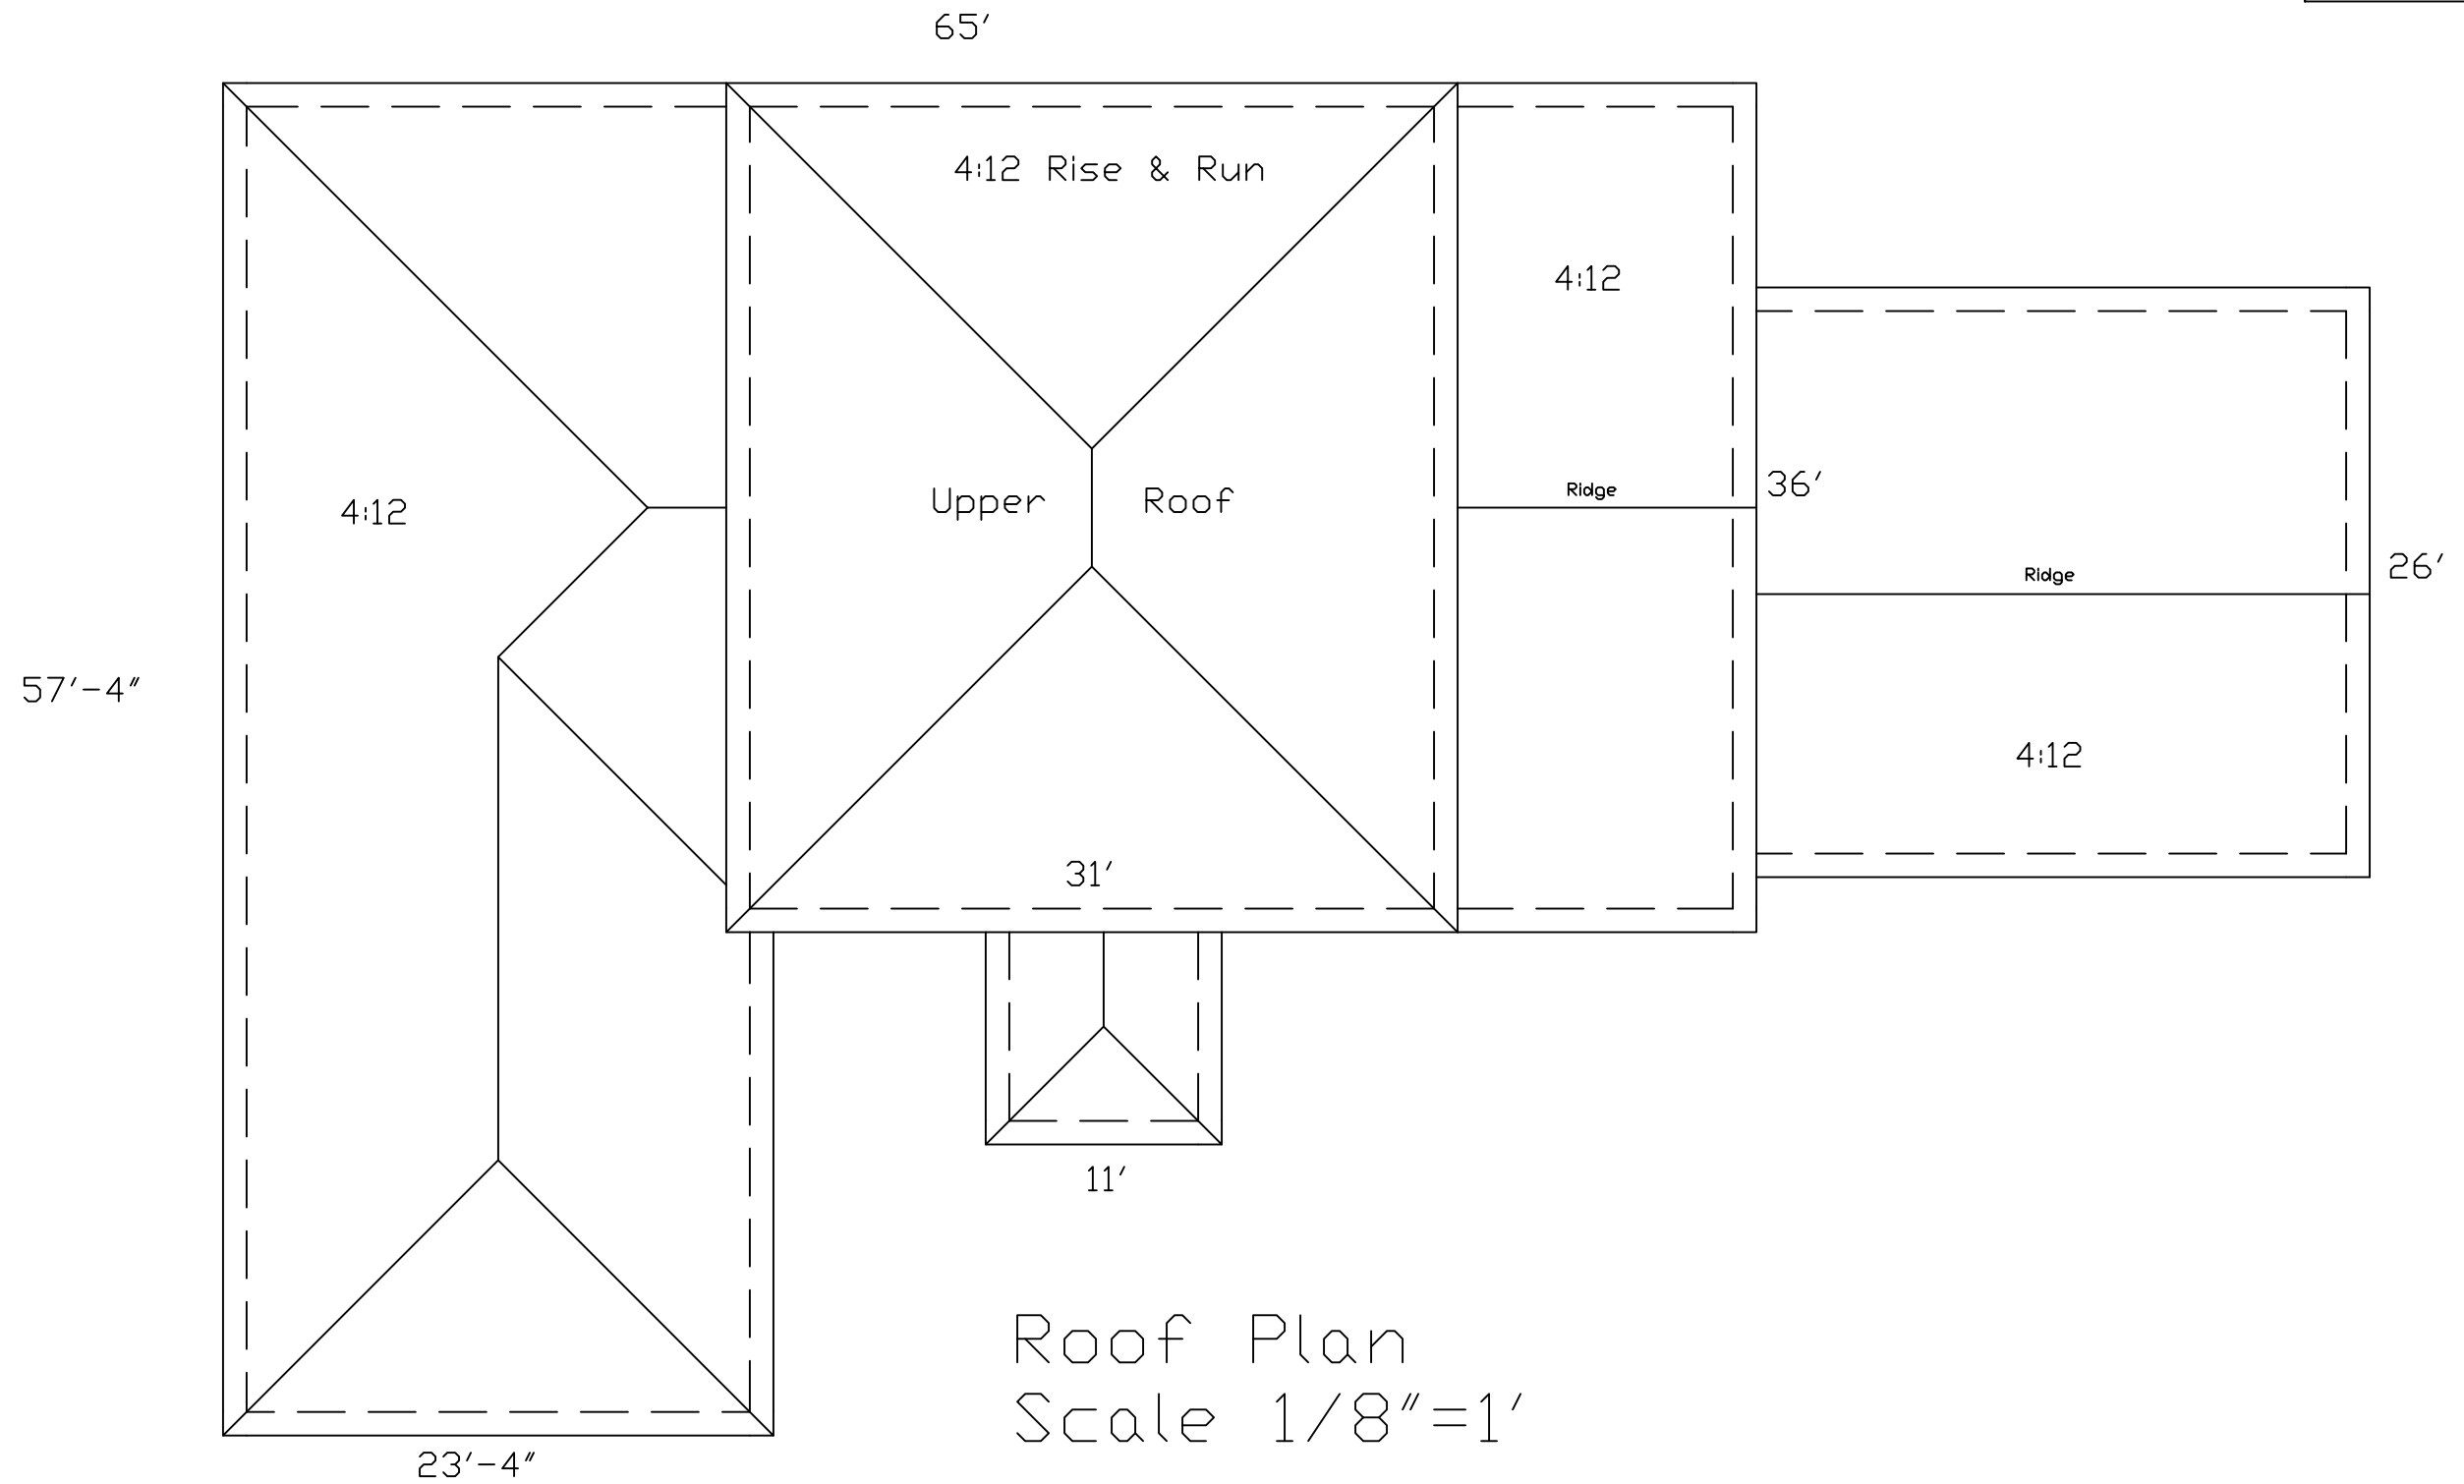 65'
4:12 Rise & Run
4:12
Ridge
36'
4:12
Upper Roof
Ridge
26'
57'-4"
4:12
31'
11'
Roof Plan
Scale 1/8"=1'
23'-4"